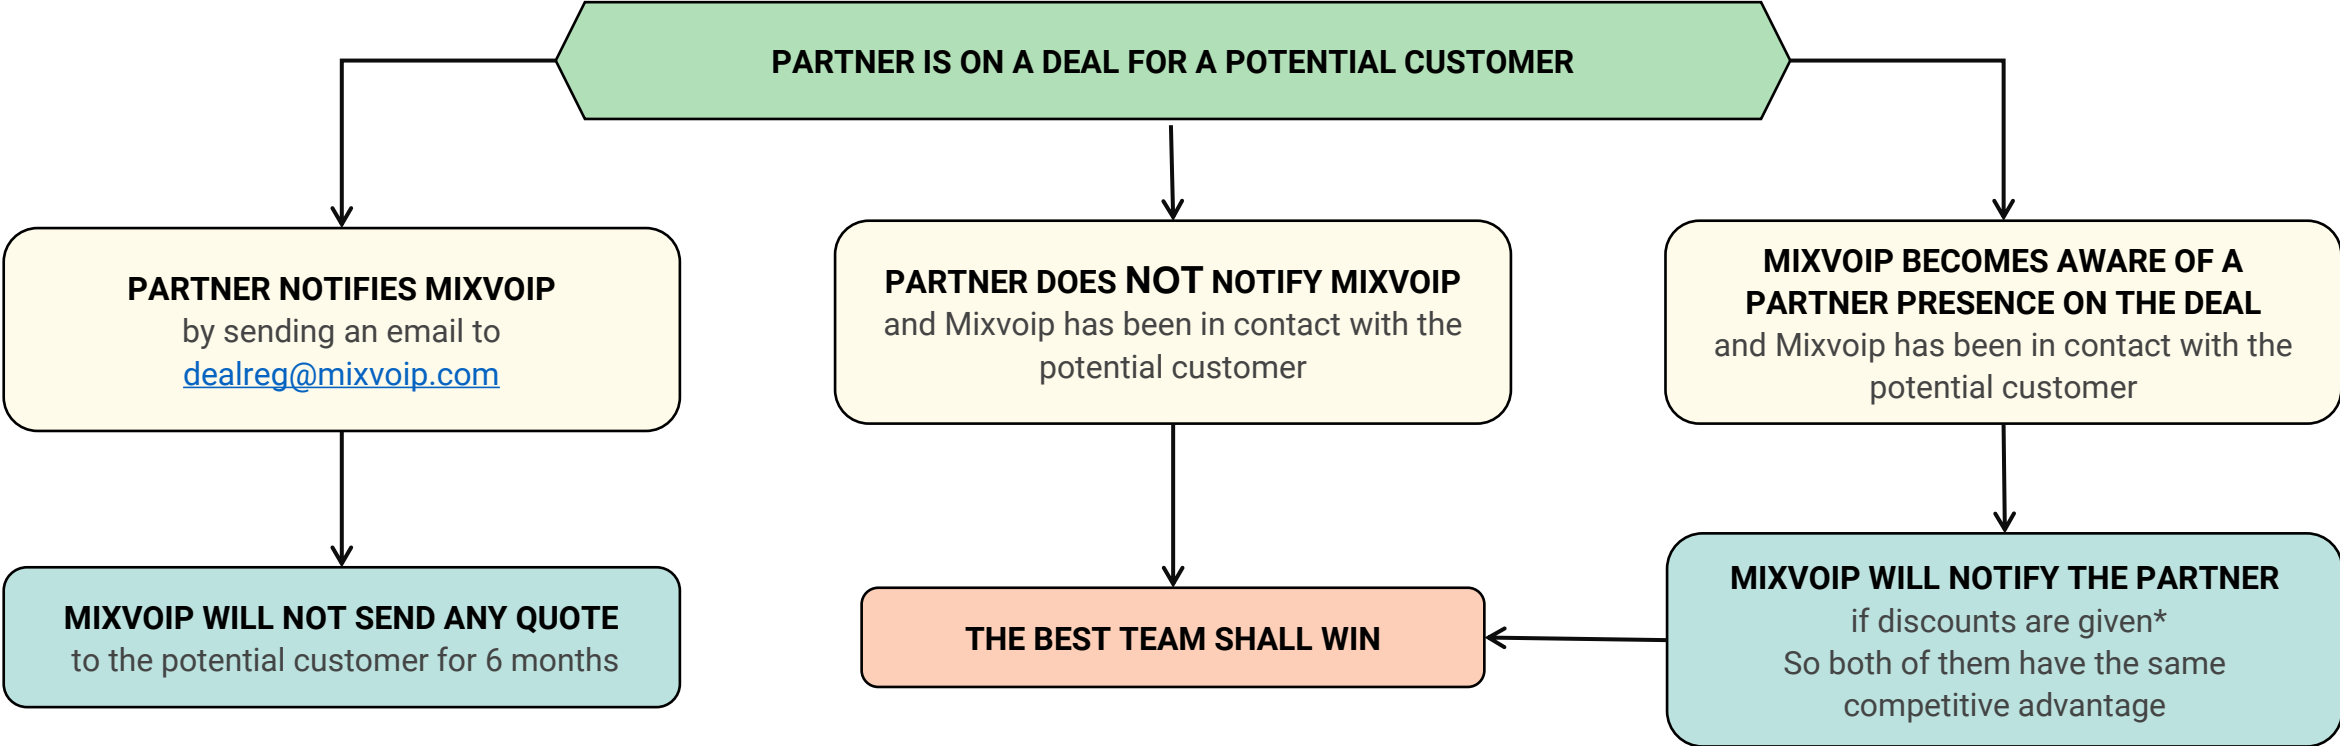 PARTNER IS ON A DEAL FOR A POTENTIAL CUSTOMER
PARTNER NOTIFIES MIXVOIP
by sending an email to
dealreg@mixvoip.com
PARTNER DOES NOT NOTIFY MIXVOIP
and Mixvoip has been in contact with the
potential customer
MIXVOIP BECOMES AWARE OF A
PARTNER PRESENCE ON THE DEAL
and Mixvoip has been in contact with the
potential customer
MIXVOIP WILL NOT SEND ANY QUOTE
to the potential customer for 6 months
THE BEST TEAM SHALL WIN
MIXVOIP WILL NOTIFY THE PARTNER
if discounts are given*
So both of them have the same
competitive advantage